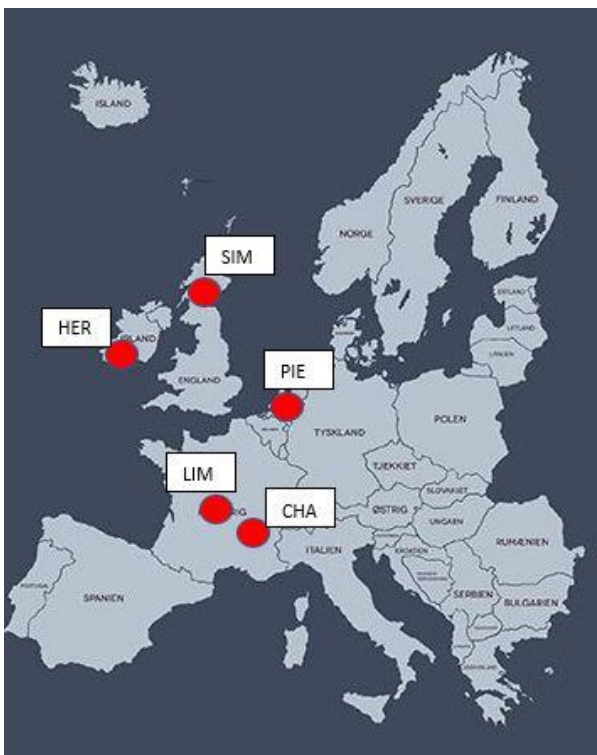 ISLAND
SVERIGE
FINLAND
NORGE
SIM
ESTLAND
HER
LETLAND
LITAUEN
ENGLAND
PIE
TYSKLAND
POLEN
LIM
TJEKKIET
SLOVAKIET
CHA
ØSTRIG
UNGARN
ITALIEN
RUMÆNIEN
KROATIEN
SPANIEN
SERBIEN
BULGARIEN